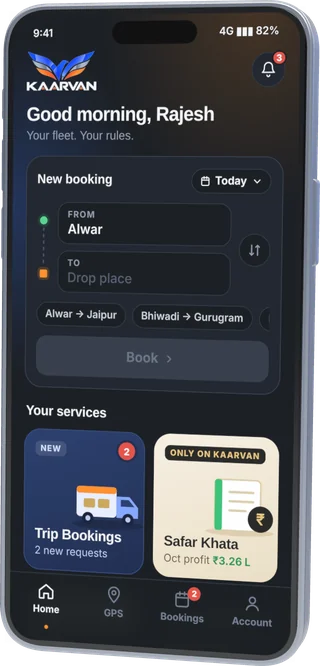 9:41
4G 82%
3
KAARVAN
Good morning, Rajesh
Your fleet. Your rules.
New booking
Today
FROM
Alwar
TO
Drop place
Alwar → Jaipur
Bhiwadi → Gurugram
Book >
Your services
NEW
2
Trip Bookings
2 new requests
ONLY ON KAARVAN
₹
Safar Khata
Oct profit ₹3.26 L
Home
GPS
2
Bookings
Account